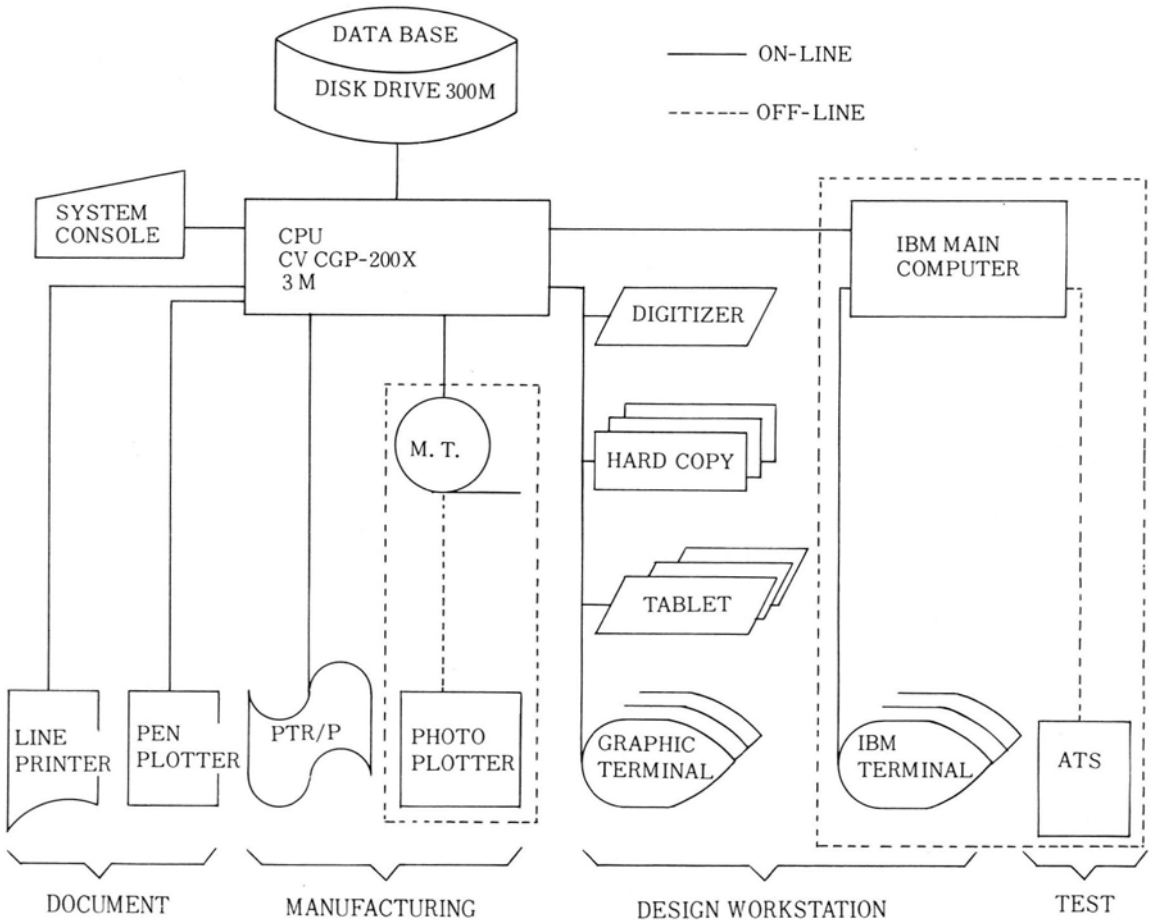 DATA BASE
DISK DRIVE 300M
ON-LINE
OFF-LINE
SYSTEM
CONSOLE
CPU
CV CGP-200X
3 M
IBM MAIN
COMPUTER
DIGITIZER
M. T.
HARD COPY
TABLET
LINE
PRINTER
PEN
PLOTTER
PTR/P
PHOTO
PLOTTER
GRAPHIC
TERMINAL
IBM
TERMINAL
ATS
DOCUMENT
MANUFACTURING
DESIGN WORKSTATION
TEST